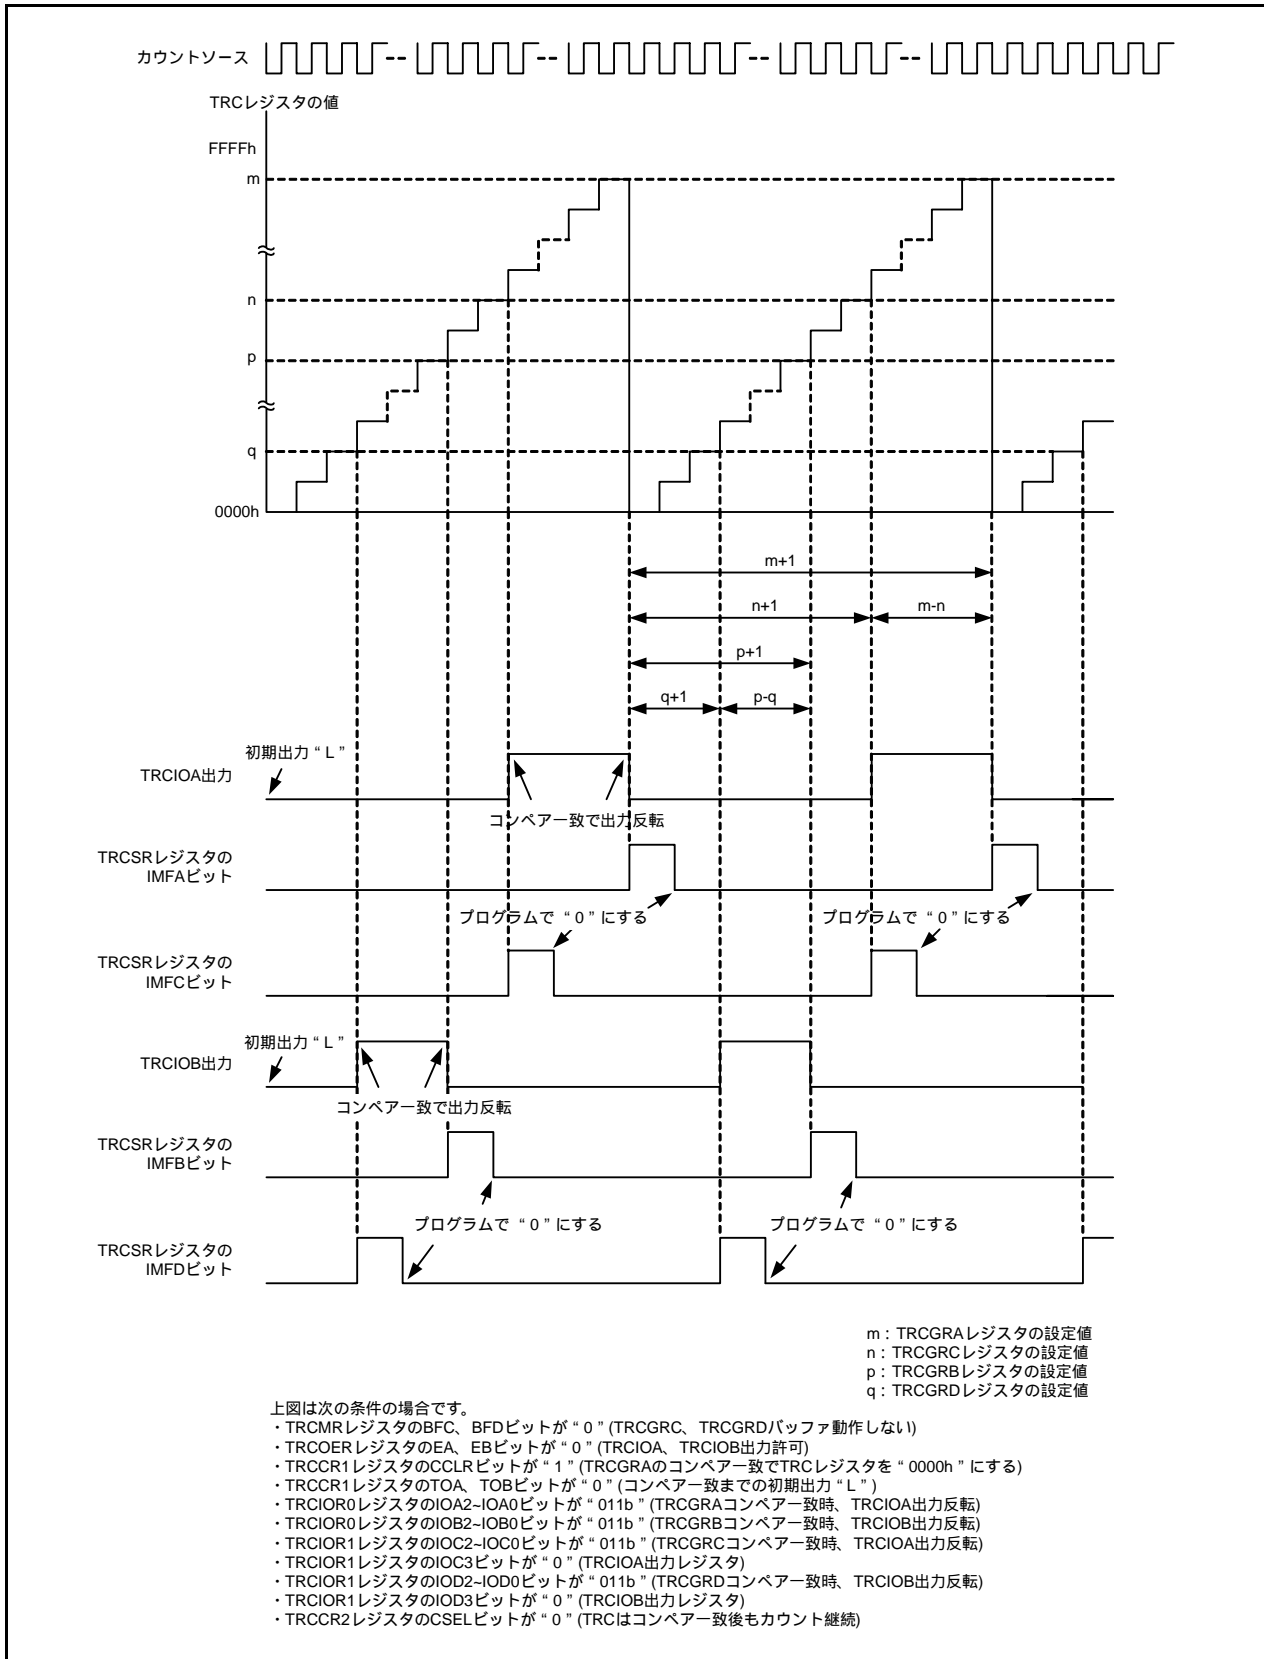 カウントソース
TRCレジスタの値
FFFFh
m
n
p
q
0000h
m+1
n+1
m-n
p+1
q+1
p-q
初期出力 “ L ”
TRCIOA出力
コンペア一致で出力反転
TRCSRレジスタの
IMFAビット
プログラムで “ 0 ” にする
プログラムで “ 0 ” にする
TRCSRレジスタの
IMFCビット
初期出力 “ L ”
TRCIOB出力
コンペア一致で出力反転
TRCSRレジスタの
IMFBビット
プログラムで “ 0 ” にする
プログラムで “ 0 ” にする
TRCSRレジスタの
IMFDビット
m : TRCGRAレジスタの設定値
n : TRCGRCレジスタの設定値
p : TRCGRBレジスタの設定値
q : TRCGRDレジスタの設定値
上図は次の条件の場合です。
・TRCMRレジスタのBFC、BFDビットが “ 0 ” (TRCGRC、TRCGRDバッファ動作しない)
・TRCOERレジスタのEA、EBビットが “ 0 ” (TRCIOA、TRCIOB出力許可)
・TRCCR1レジスタのCCLRビットが “ 1 ” (TRCGRAのコンペア一致でTRCレジスタを “ 0000h ” にする)
・TRCCR1レジスタのTOA、TOBビットが “ 0 ” (コンペア一致までの初期出力 “ L ” )
・TRCIOR0レジスタのIOA2~IOA0ビットが “ 011b ” (TRCGRAコンペア一致時、TRCIOA出力反転)
・TRCIOR0レジスタのIOB2~IOB0ビットが “ 011b ” (TRCGRBコンペア一致時、TRCIOB出力反転)
・TRCIOR1レジスタのIOC2~IOC0ビットが “ 011b ” (TRCGRCコンペア一致時、TRCIOA出力反転)
・TRCIOR1レジスタのIOC3ビットが “ 0 ” (TRCIOA出力レジスタ)
・TRCIOR1レジスタのIOD2~IOD0ビットが “ 011b ” (TRCGRDコンペア一致時、TRCIOB出力反転)
・TRCIOR1レジスタのIOD3ビットが “ 0 ” (TRCIOB出力レジスタ)
・TRCCR2レジスタのCSELビットが “ 0 ” (TRCはコンペア一致後もカウント継続)